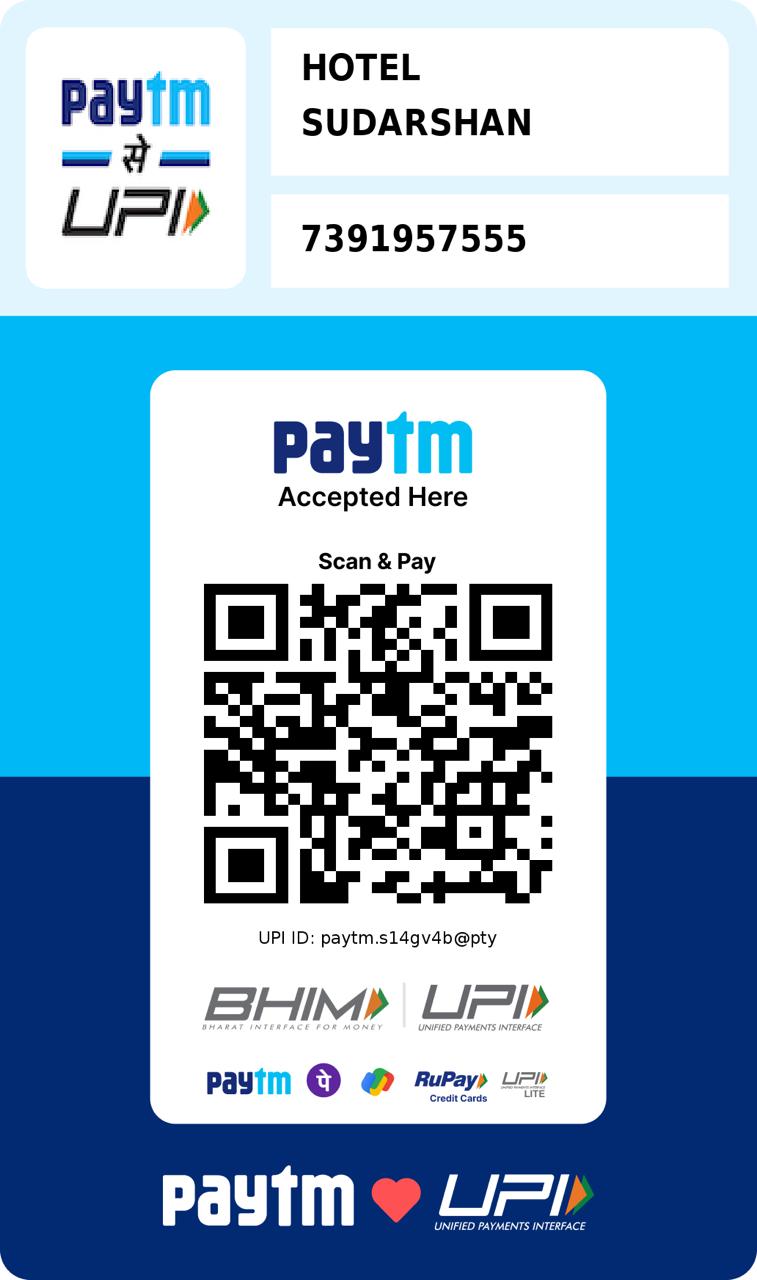 paytm
से
UPI
HOTEL
SUDARSHAN
7391957555
paytm
Accepted Here
Scan & Pay
UPI ID: paytm.s14gv4b@pty
BHIM UPI
BHARAT INTERFACE FOR MONEY UNIFIED PAYMENTS INTERFACE
paytm पे RuPay UPI
UNIFIED PAYMENTS INTERFACE
Credit Cards LITE
paytm UPI
UNIFIED PAYMENTS INTERFACE